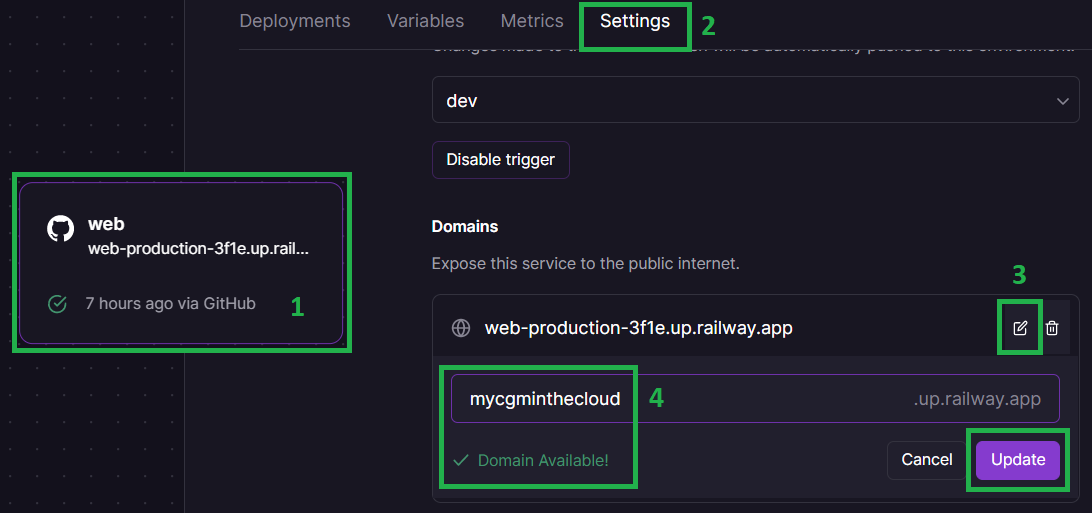 Deployments Variables Metrics Settings 2
dev
Disable trigger
web
web-production-3f1e.up.rail...
7 hours ago via GitHub 1
Domains
Expose this service to the public internet.
3
web-production-3f1e.up.railway.app
mycgminthecloud 4 .up.railway.app
Domain Available! Cancel Update